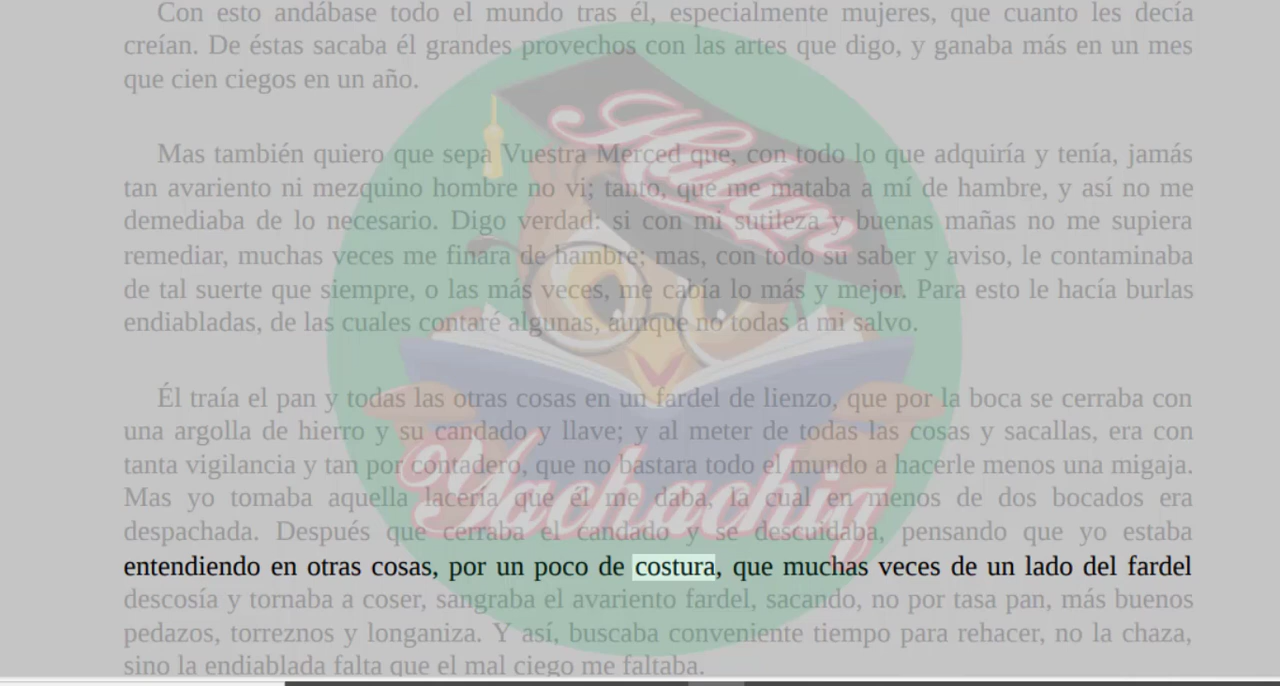 Con esto andábase todo el mundo tras él, especialmente mujeres, que cuanto les decía
creían. De éstas sacaba él grandes provechos con las artes que digo, y ganaba más en un mes
que cien ciegos en un año.
Mas también quiero que sepa Vuestra Merced que, con todo lo que adquiría y tenía, jamás
tan avariento ni mezquino hombre no vi; tanto, que me mataba a mí de hambre, y así no me
demediaba de lo necesario. Digo verdad: si con mi sutileza y buenas mañas no me supiera
remediar, muchas veces me finara de hambre; mas, con todo su saber y aviso, le contaminaba
de tal suerte que siempre, o las más veces, me cabía lo más y mejor. Para esto le hacía burlas
endiabladas, de las cuales contaré algunas, aunque no todas a mi salvo.
Él traía el pan y todas las otras cosas en un fardel de lienzo, que por la boca se cerraba con
una argolla de hierro y su candado y llave; y al meter de todas las cosas y sacallas, era con
tanta vigilancia y tan por contadero, que no bastara todo el mundo a hacerle menos una migaja.
Mas yo tomaba aquella lacería que él me daba, la cual en menos de dos bocados era
despachada. Después que cerraba el candado y se descuidaba, pensando que yo estaba
entendiendo en otras cosas, por un poco de costura, que muchas veces de un lado del fardel
descosía y tornaba a coser, sangraba el avariento fardel, sacando, no por tasa pan, más buenos
pedazos, torreznos y longaniza. Y así, buscaba conveniente tiempo para rehacer, no la chaza,
sino la endiablada falta que el mal ciego me faltaba.
Hatun
Yachachiq